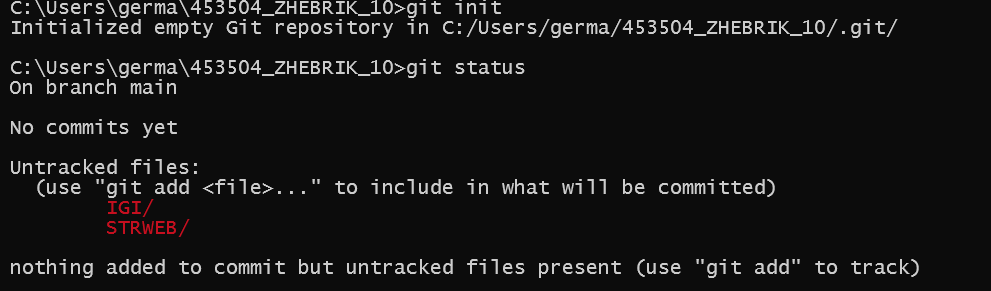 C:\Users\germa\453504_ZHEBRIK_10>git init
Initialized empty Git repository in C:/Users/germa/453504_ZHEBRIK_10/.git/
C:\Users\germa\453504_ZHEBRIK_10>git status
On branch main
No commits yet
Untracked files:
(use "git add <file>..." to include in what will be committed)
IGI/
STRWEB/
nothing added to commit but untracked files present (use "git add" to track)